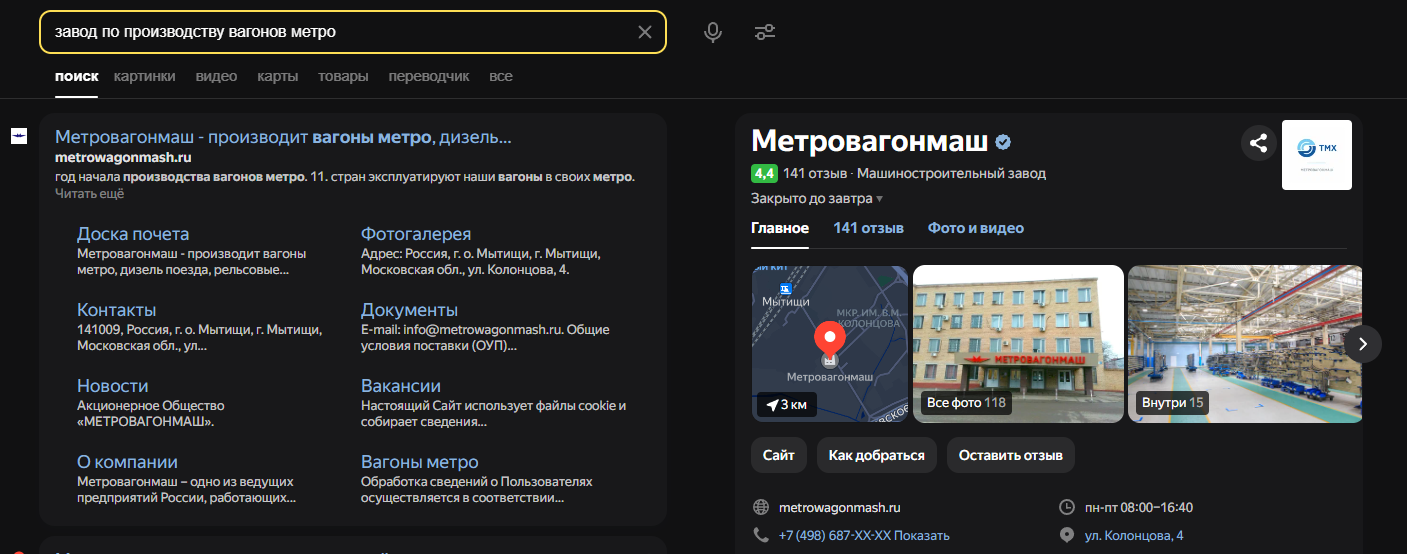 завод по производству вагонов метро
поиск картинки видео карты товары переводчик все
Метровагонмаш - производит вагоны метро, дизель...
metrowagonmash.ru
год начала производства вагонов метро. 11. стран эксплуатируют наши вагоны в своих метро.
Читать ещё
Доска почета
Метровагонмаш - производит вагоны
метро, дизель поезда, рельсовые...
Фотогалерея
Адрес: Россия, г. о. Мытищи, г. Мытищи,
Московская обл., ул. Колонцова, 4.
Контакты
141009, Россия, г. о. Мытищи, г. Мытищи,
Московская обл., ул...
Документы
E-mail: info@metrowagonmash.ru. Общие
условия поставки (ОУП)...
Новости
Акционерное Общество
«МЕТРОВАГОНМАШ».
Вакансии
Настоящий Сайт использует файлы cookie и
собирает сведения...
О компании
Метровагонмаш – одно из ведущих
предприятий России, работающих...
Вагоны метро
Обработка сведений о Пользователях
осуществляется в соответствии...
Метровагонмаш
ТМХ
МЕТРОВАГОНМАШ
4,4 141 отзыв · Машиностроительный завод
Закрыто до завтра
Главное 141 отзыв Фото и видео
Мытищи
МКР. ИМ. В.М.
КОЛОНЦОВА
Метровагонмаш
3 км
МЕТРОВАГОНМАШ
Все фото 118
Внутри 15
Сайт Как добраться Оставить отзыв
metrowagonmash.ru
пн-пт 08:00–16:40
+7 (498) 687-XX-XX Показать
ул. Колонцова, 4